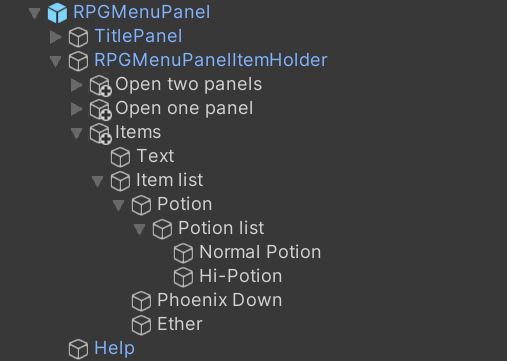 RPGMenuPanel
TitlePanel
RPGMenuPanelItemHolder
Open two panels
Open one panel
Items
Text
Item list
Potion
Potion list
Normal Potion
Hi-Potion
Phoenix Down
Ether
Help